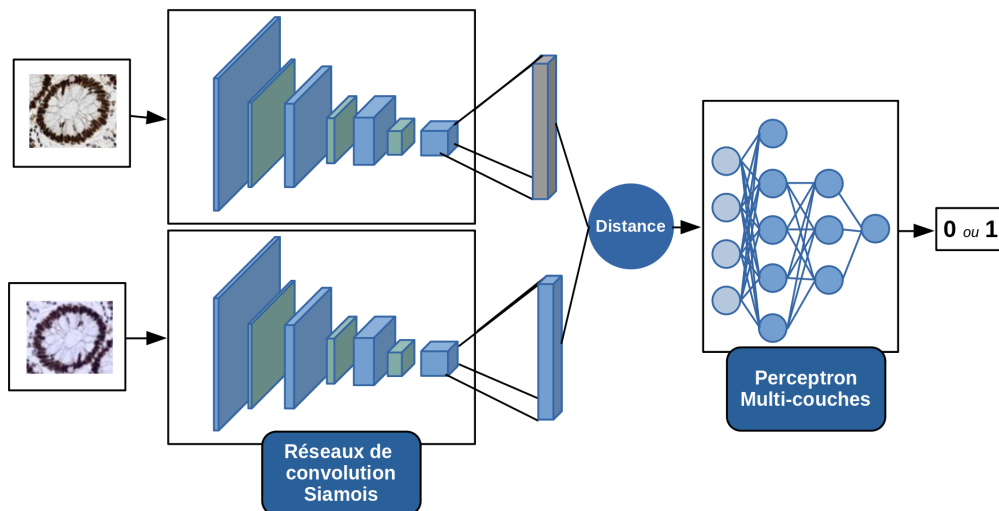 Distance
0 ou 1
Perceptron
Multi-couches
Réseaux de
convolution
Siamois